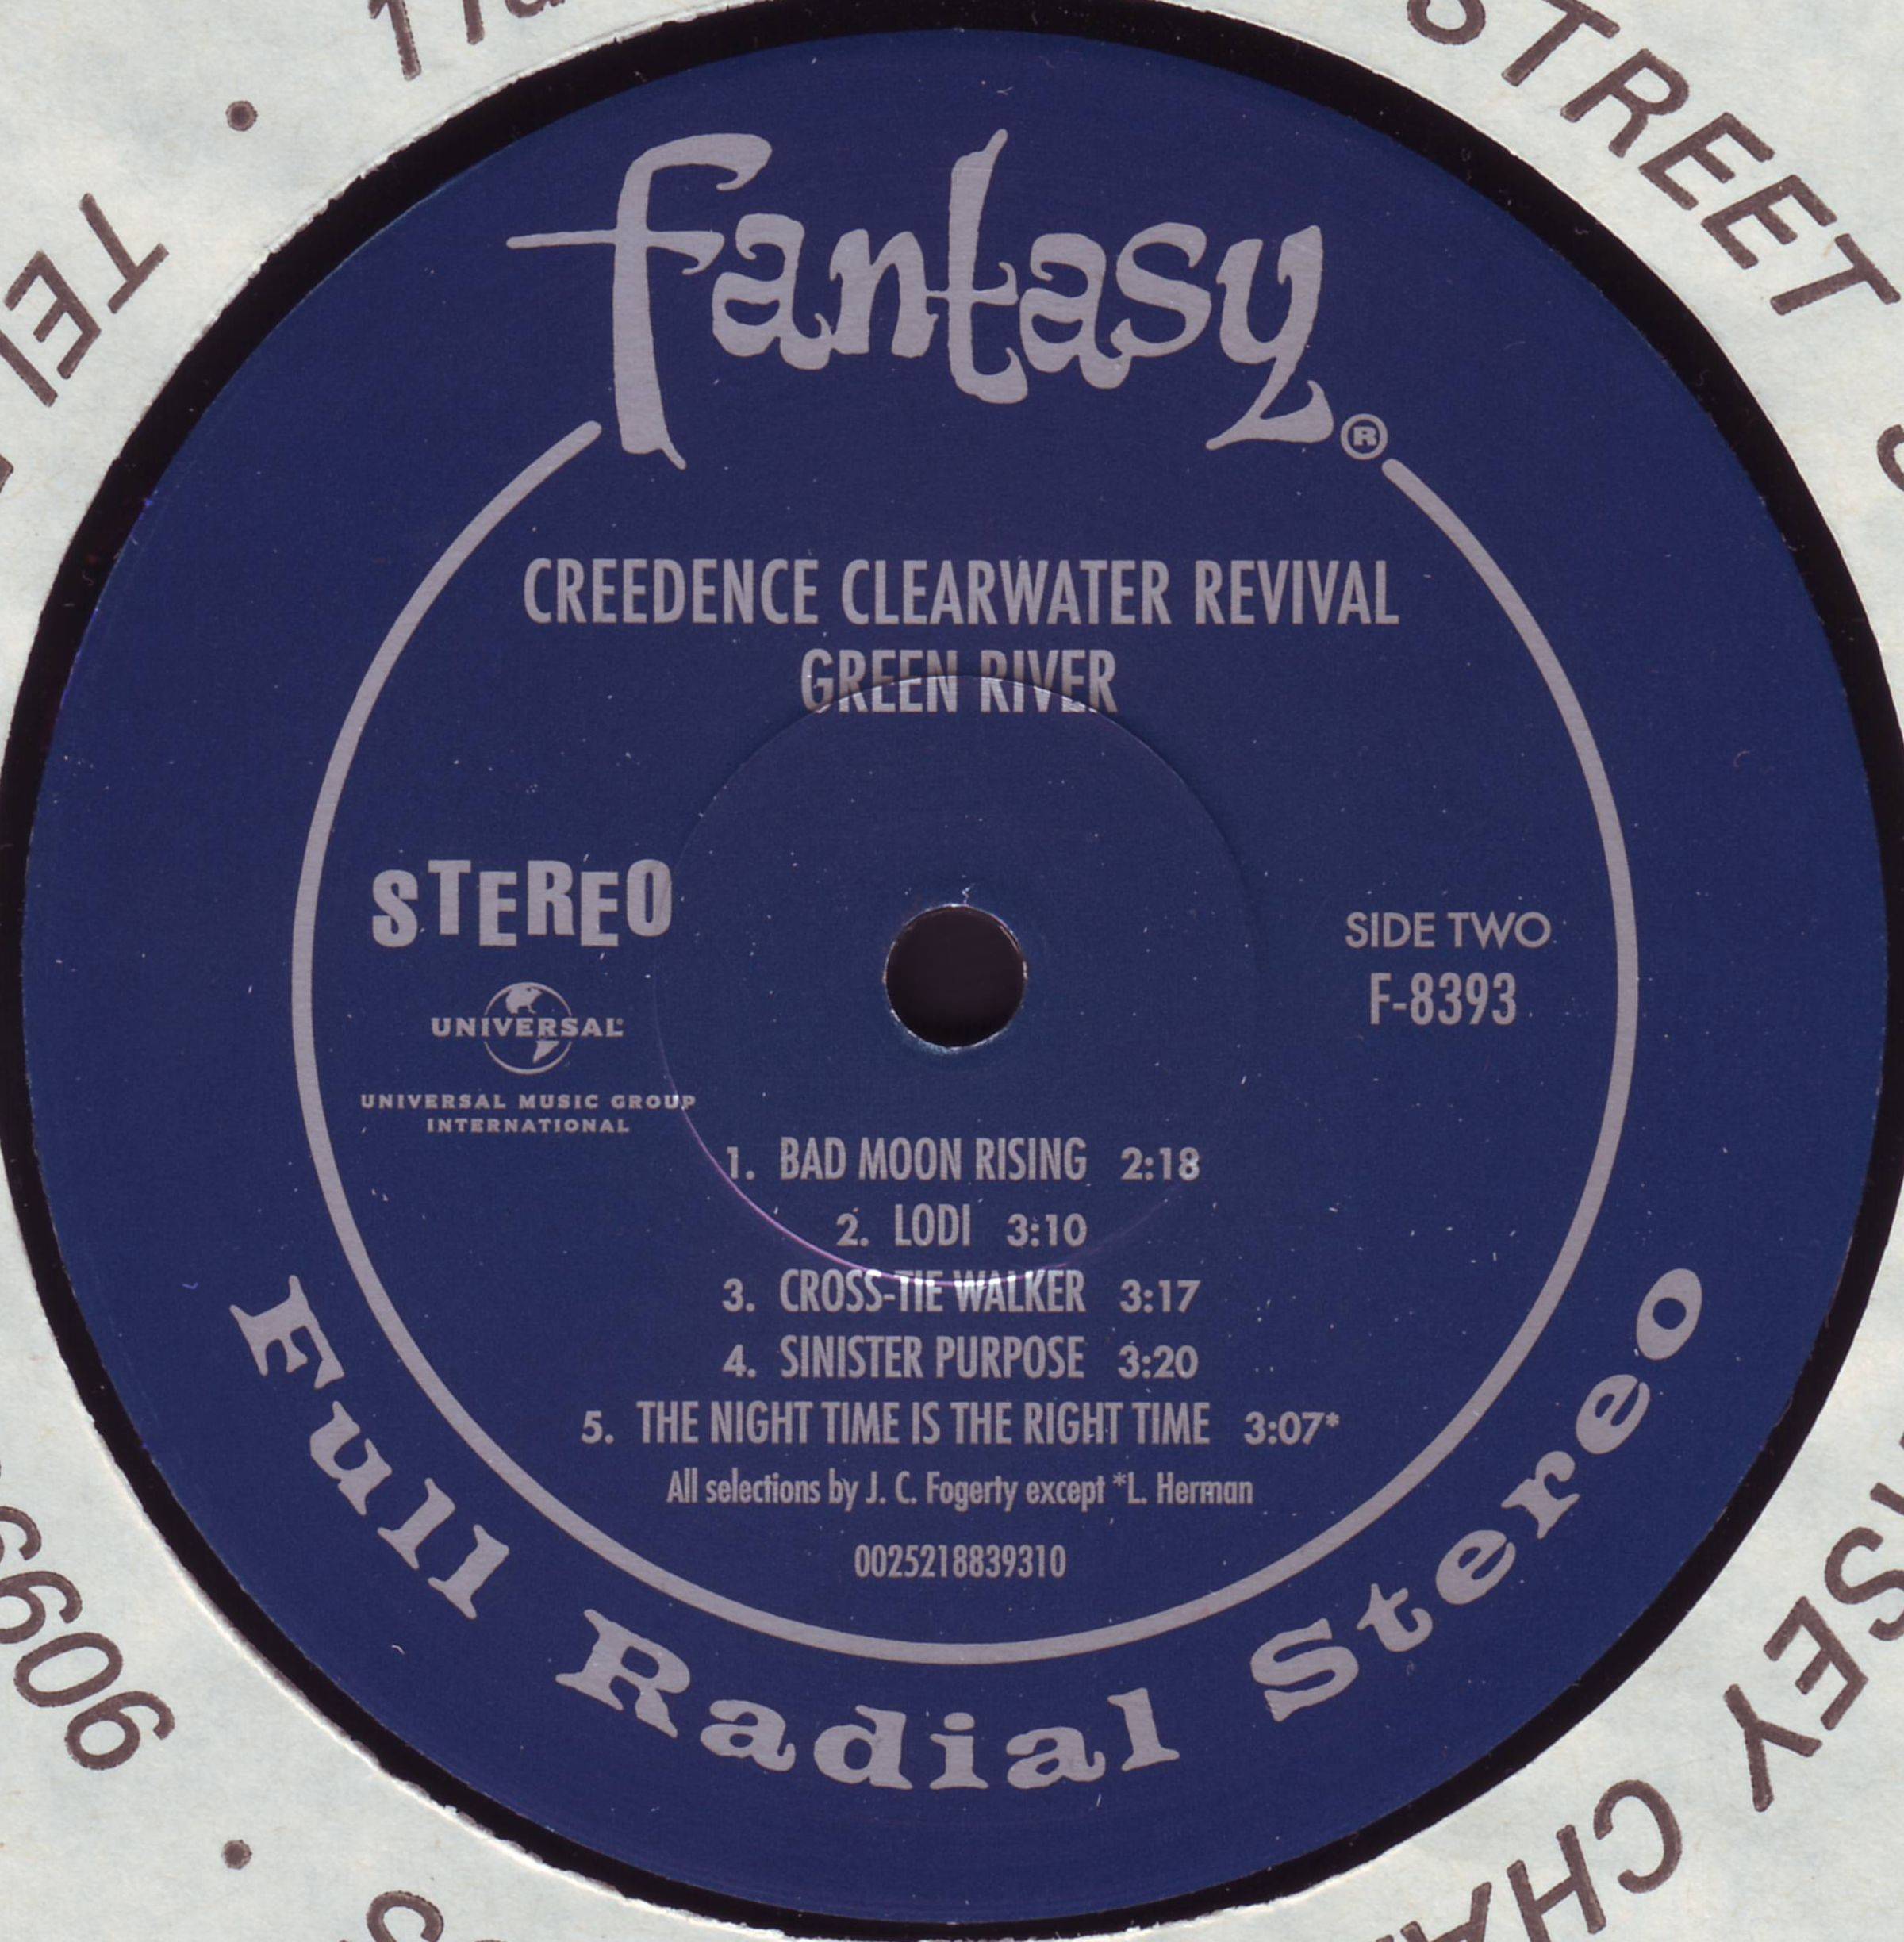 STREET
TEL
fantasy®
CREEDENCE CLEARWATER REVIVAL
GREEN RIVER
STEREO
UNIVERSAL
UNIVERSAL MUSIC GROUP
INTERNATIONAL
SIDE TWO
F-8393
1. BAD MOON RISING 2:18
2. LODI 3:10
3. CROSS-TIE WALKER 3:17
4. SINISTER PURPOSE 3:20
5. THE NIGHT TIME IS THE RIGHT TIME 3:07*
All selections by J. C. Fogerty except *L. Herman
0025218839310
Full Radial Stereo